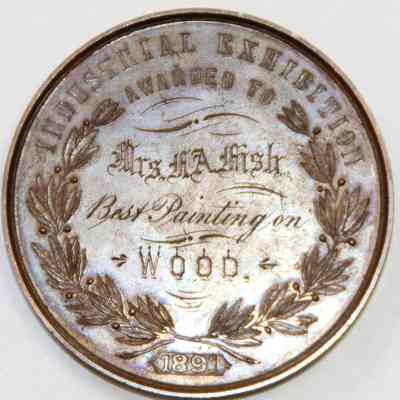 INDUSTRIAL EXHIBITION
AWARDED TO
Mrs. H.A. Fish
Best Painting on
WOOD.
1891